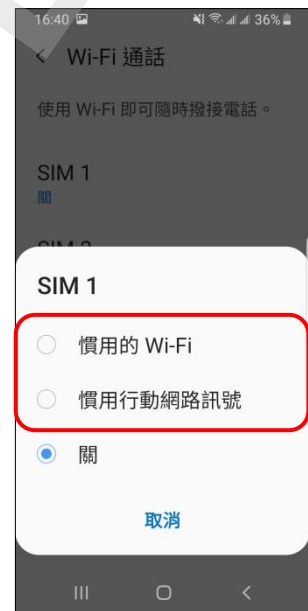 16:40 36%
Wi-Fi 通話
使用 Wi-Fi 即可隨時撥接電話。
SIM 1
關
SIM 2
SIM 1
慣用的 Wi-Fi
慣用行動網路訊號
關
取消